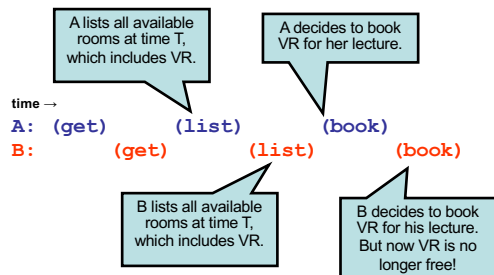 A lists all available
rooms at time T,
which includes VR.
A decides to book
VR for her lecture.
time →
A: (get) (list) (book)
B: (get) (list) (book)
B lists all available
rooms at time T,
which includes VR.
B decides to book
VR for his lecture.
But now VR is no
longer free!